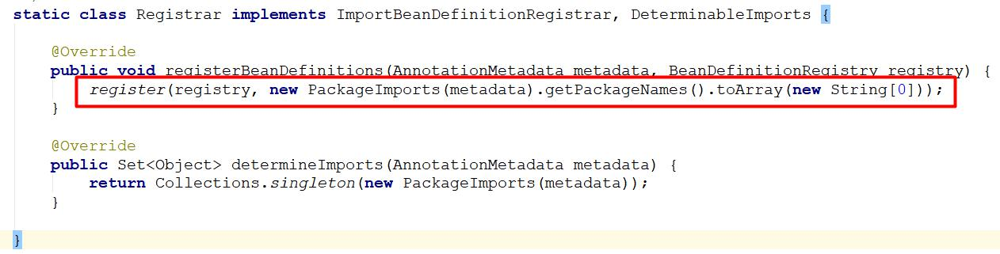 static class Registrar implements ImportBeanDefinitionRegistrar, DeterminableImports {
@Override
public void registerBeanDefinitions(AnnotationMetadata metadata, BeanDefinitionRegistry registry) {
register(registry, new PackageImports(metadata).getPackageNames().toArray(new String[0]));
}
@Override
public Set<Object> determineImports(AnnotationMetadata metadata) {
return Collections.singleton(new PackageImports(metadata));
}
}